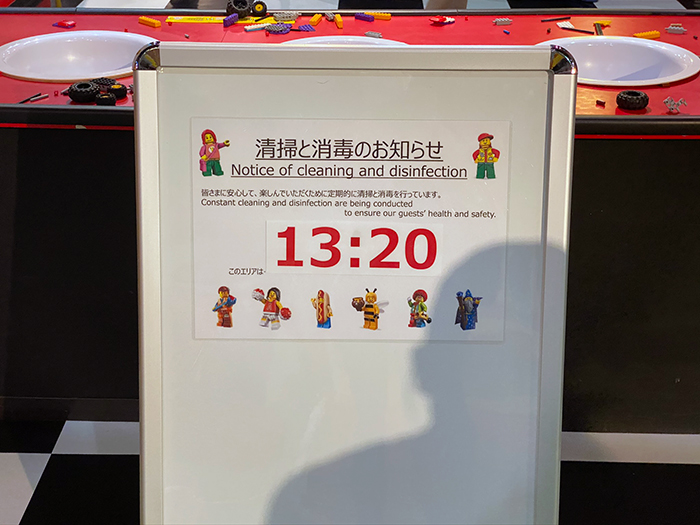 清掃と消毒のお知らせ
Notice of cleaning and disinfection
皆さまに安心して、楽しんでいただくために定期的に清掃と消毒を行っています。
Constant cleaning and disinfection are being conducted
to ensure our guests' health and safety.
13:20
このエリアは